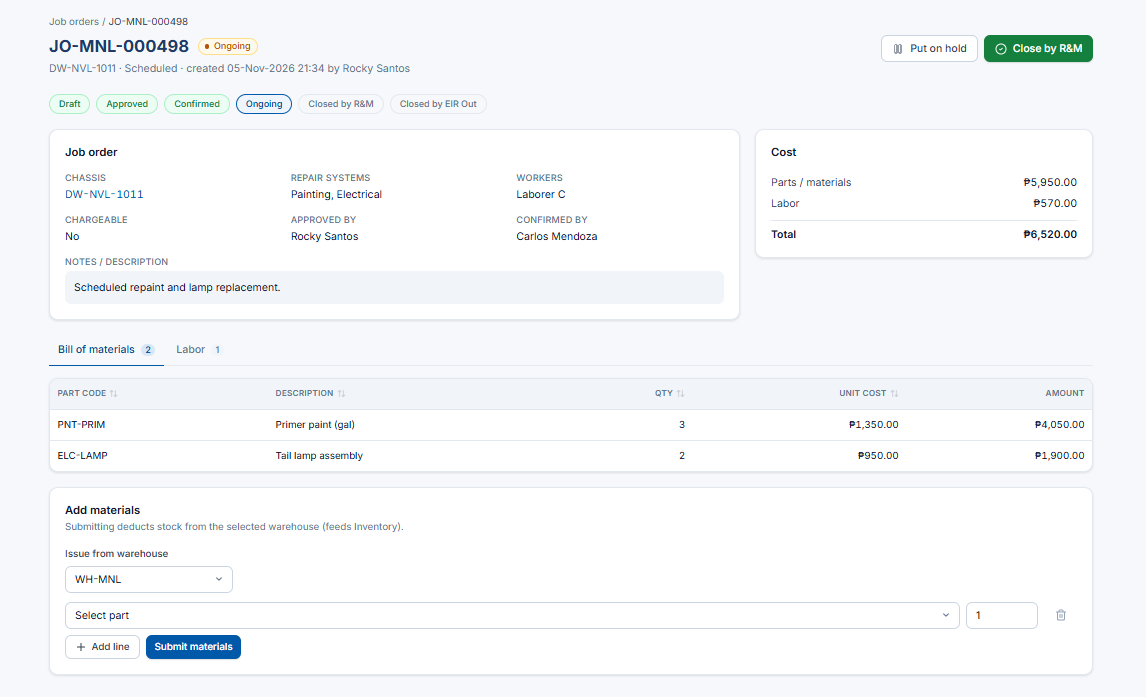 Job orders / JO-MNL-000498
JO-MNL-000498 Ongoing
Put on hold
Close by R&M
DW-NVL-1011 · Scheduled · created 05-Nov-2026 21:34 by Rocky Santos
Draft Approved Confirmed Ongoing Closed by R&M Closed by EIR Out
Job order
CHASSIS REPAIR SYSTEMS WORKERS
DW-NVL-1011 Painting, Electrical Laborer C
CHARGEABLE APPROVED BY CONFIRMED BY
No Rocky Santos Carlos Mendoza
NOTES / DESCRIPTION
Scheduled repaint and lamp replacement.
Cost
Parts / materials ₱5,950.00
Labor ₱570.00
Total ₱6,520.00
Bill of materials 2 Labor 1
PART CODE DESCRIPTION QTY UNIT COST AMOUNT
PNT-PRIM Primer paint (gal) 3 ₱1,350.00 ₱4,050.00
ELC-LAMP Tail lamp assembly 2 ₱950.00 ₱1,900.00
Add materials
Submitting deducts stock from the selected warehouse (feeds Inventory).
Issue from warehouse
WH-MNL
Select part 1
Add line Submit materials